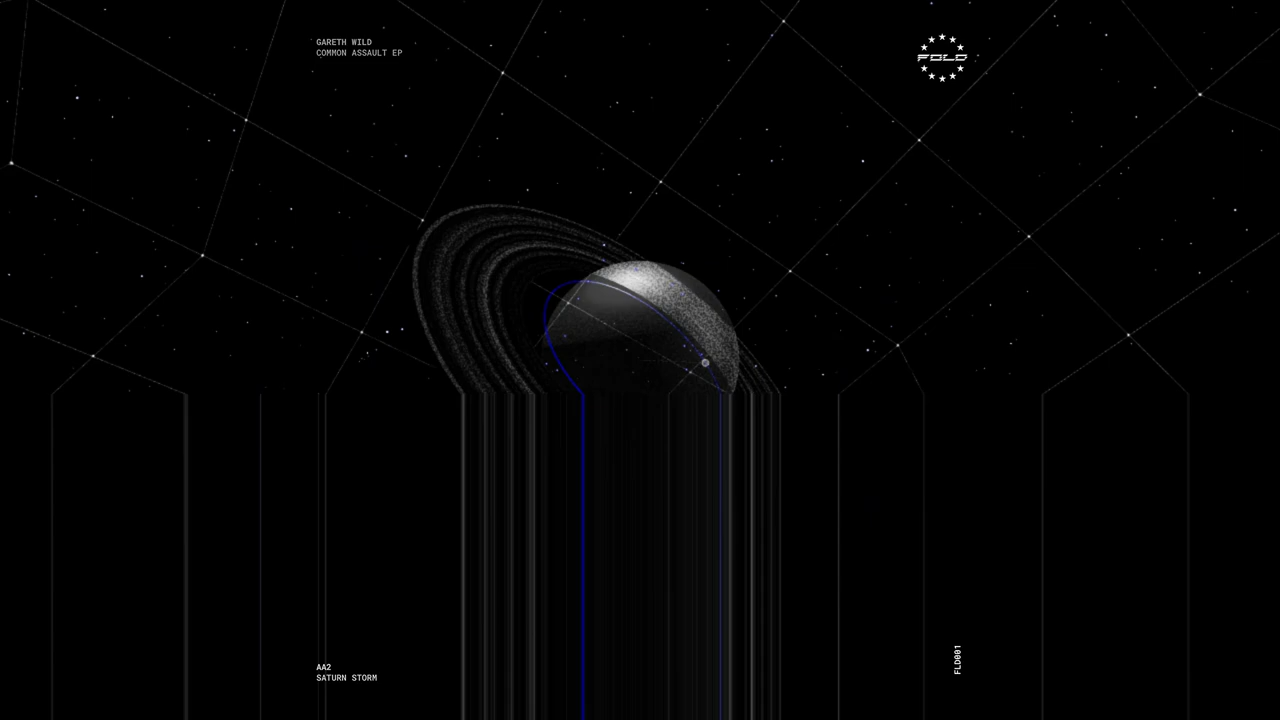 GARETH WILD
COMMON ASSAULT EP
FOLD
AA2
SATURN STORM
FLD001